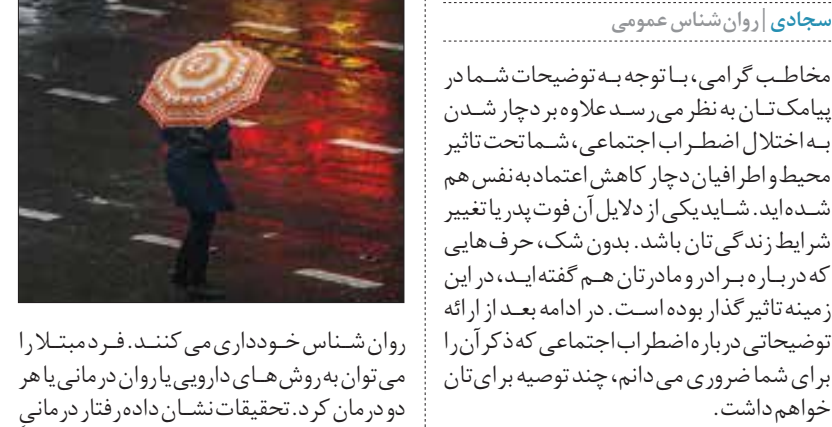 سجادی | روان‌شناس عمومی
مخاطب گرامی، با توجه به توضیحات شما در
پیامک‌تان به نظر می‌رسد علاوه بر دچار شدن
به اختلال اضطراب اجتماعی، شما تحت تاثیر
محیط و اطرافیان دچار کاهش اعتماد به نفس هم
شده‌اید. شاید یکی از دلایل آن فوت پدر یا تغییر
شرایط زندگی تان باشد. بدون شک، حرف‌هایی
که درباره برادر و مادرتان هم گفته‌اید، در این
زمینه تاثیرگذار بوده است. در ادامه بعد از ارائه
توضیحاتی درباره اضطراب اجتماعی که ذکر آن را
برای شما ضروری می دانم، چند توصیه برای‌تان
خواهم داشت.
روان شناس خودداری می کنند. فرد مبتلا را
می توان به روش های دارویی یا روان درمانی یا هر
دو درمان کرد. تحقیقات نشان داده رفتار درمانیِ